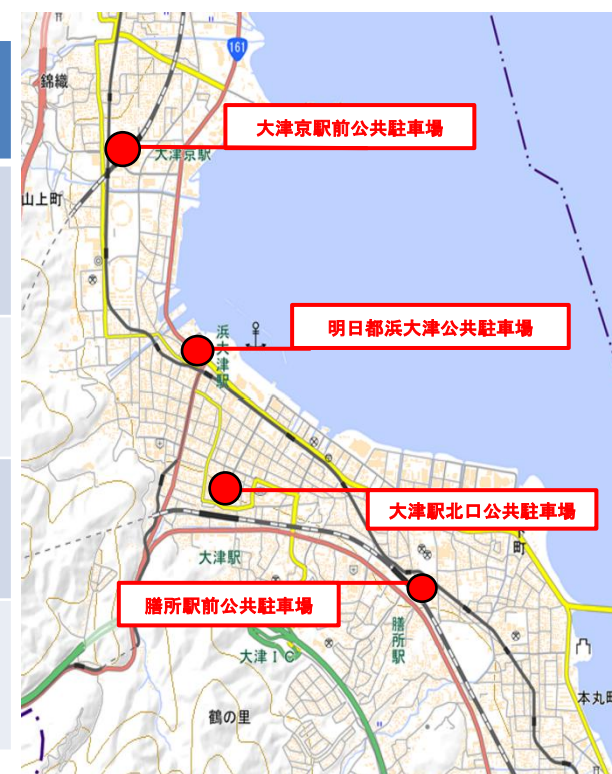 161
錦織
大津京駅前公共駐車場
大津京駅
山上町
明日都浜大津公共駐車場
浜大津駅
大津駅北口公共駐車場
町
大津駅
膳所駅前公共駐車場
膳所駅
大津IC
本丸町
鶴の里